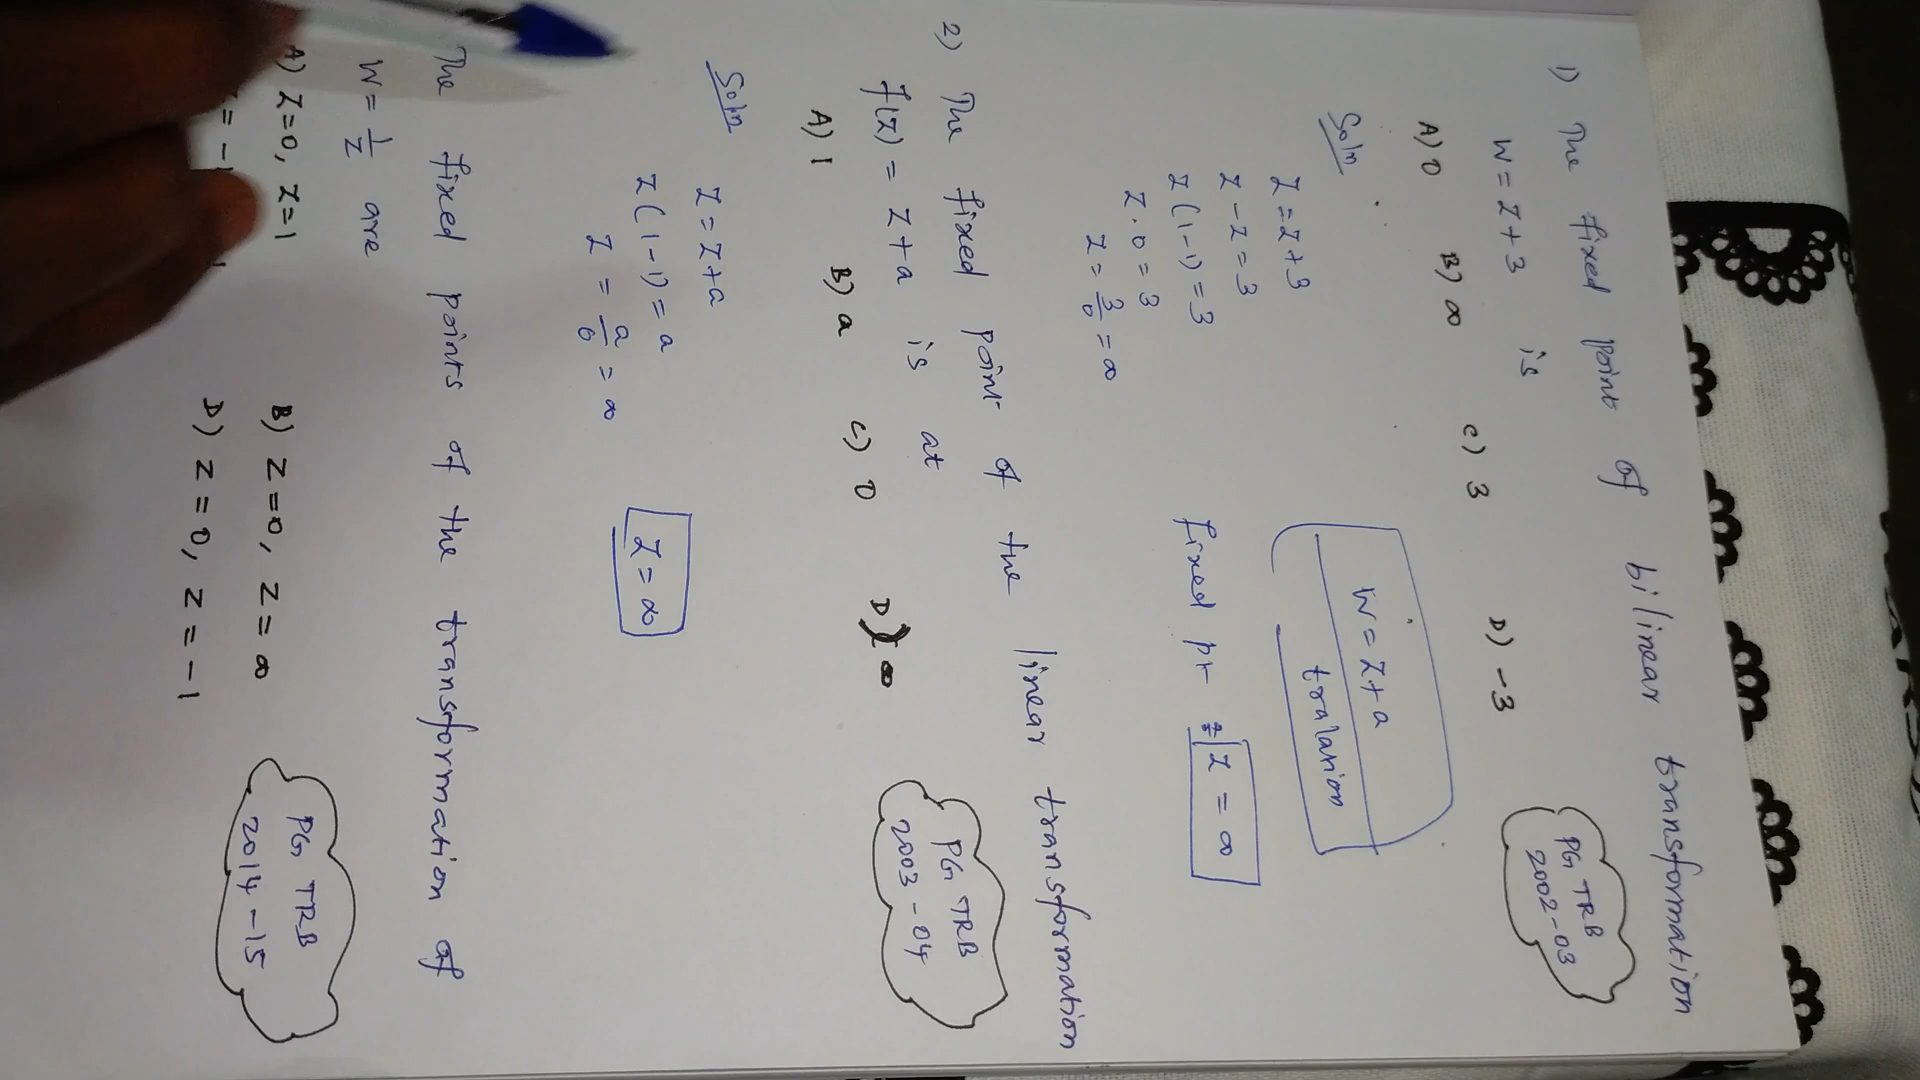 1) The fixed point of bilinear transformation
W = Z + 3 is
PG TRB
2002-03
A) 0 B) ∞ c) 3 D) -3
Soln
Z = Z + 3
Z - Z = 3
Z (1-1) = 3
Z . 0 = 3
Z = 3/0 = ∞
W = Z + a
fixed pt Z = ∞
2) The fixed point of the linear transformation
f(Z) = Z + a is at
PG TRB
2003-04
A) 1 B) a C) 0 D) ∞
Soln
Z = Z + a
Z (1-1) = a
Z = a/0 = ∞
Z = ∞
The fixed points of the transformation of
W = 1/Z are
PG TRB
2014-15
A) Z=0, Z=1 B) Z=0, Z=∞
D) Z=0, Z=-1